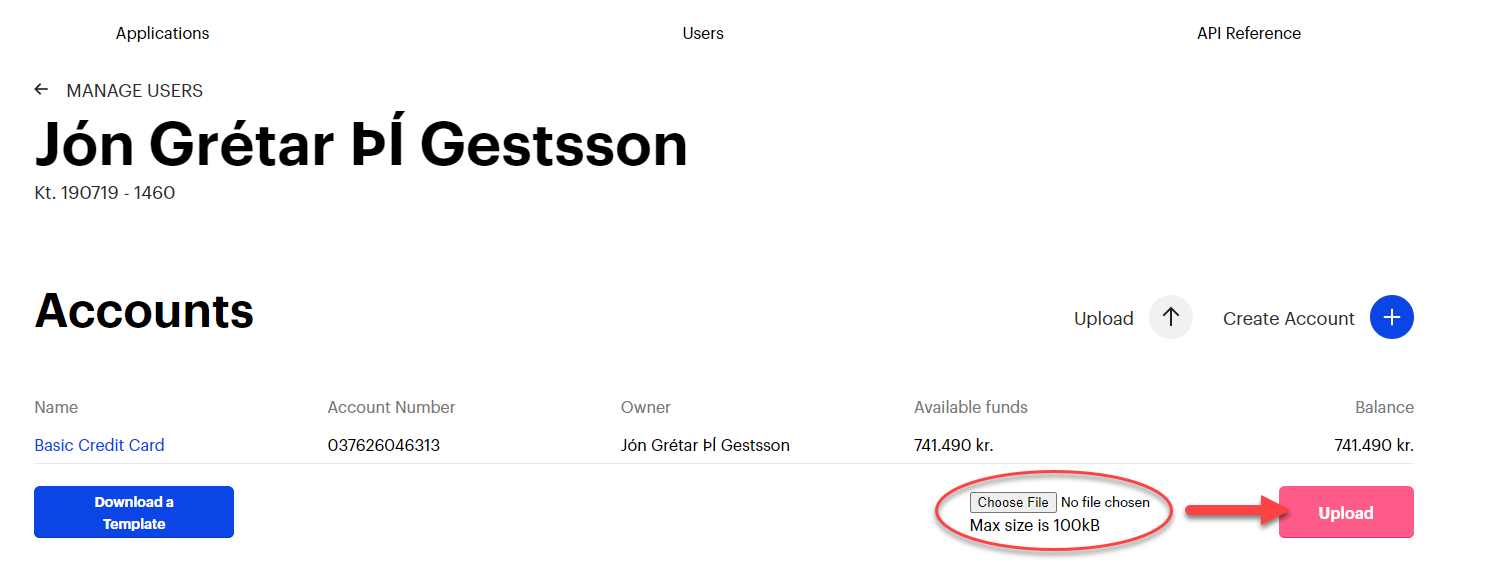 Applications Users API Reference
← MANAGE USERS
Jón Grétar ÞÍ Gestsson
Kt. 190719 - 1460
Accounts
Upload Create Account
Name Account Number Owner Available funds Balance
Basic Credit Card 037626046313 Jón Grétar ÞÍ Gestsson 741.490 kr. 741.490 kr.
Download a
Template
Choose File No file chosen
Max size is 100kB
Upload